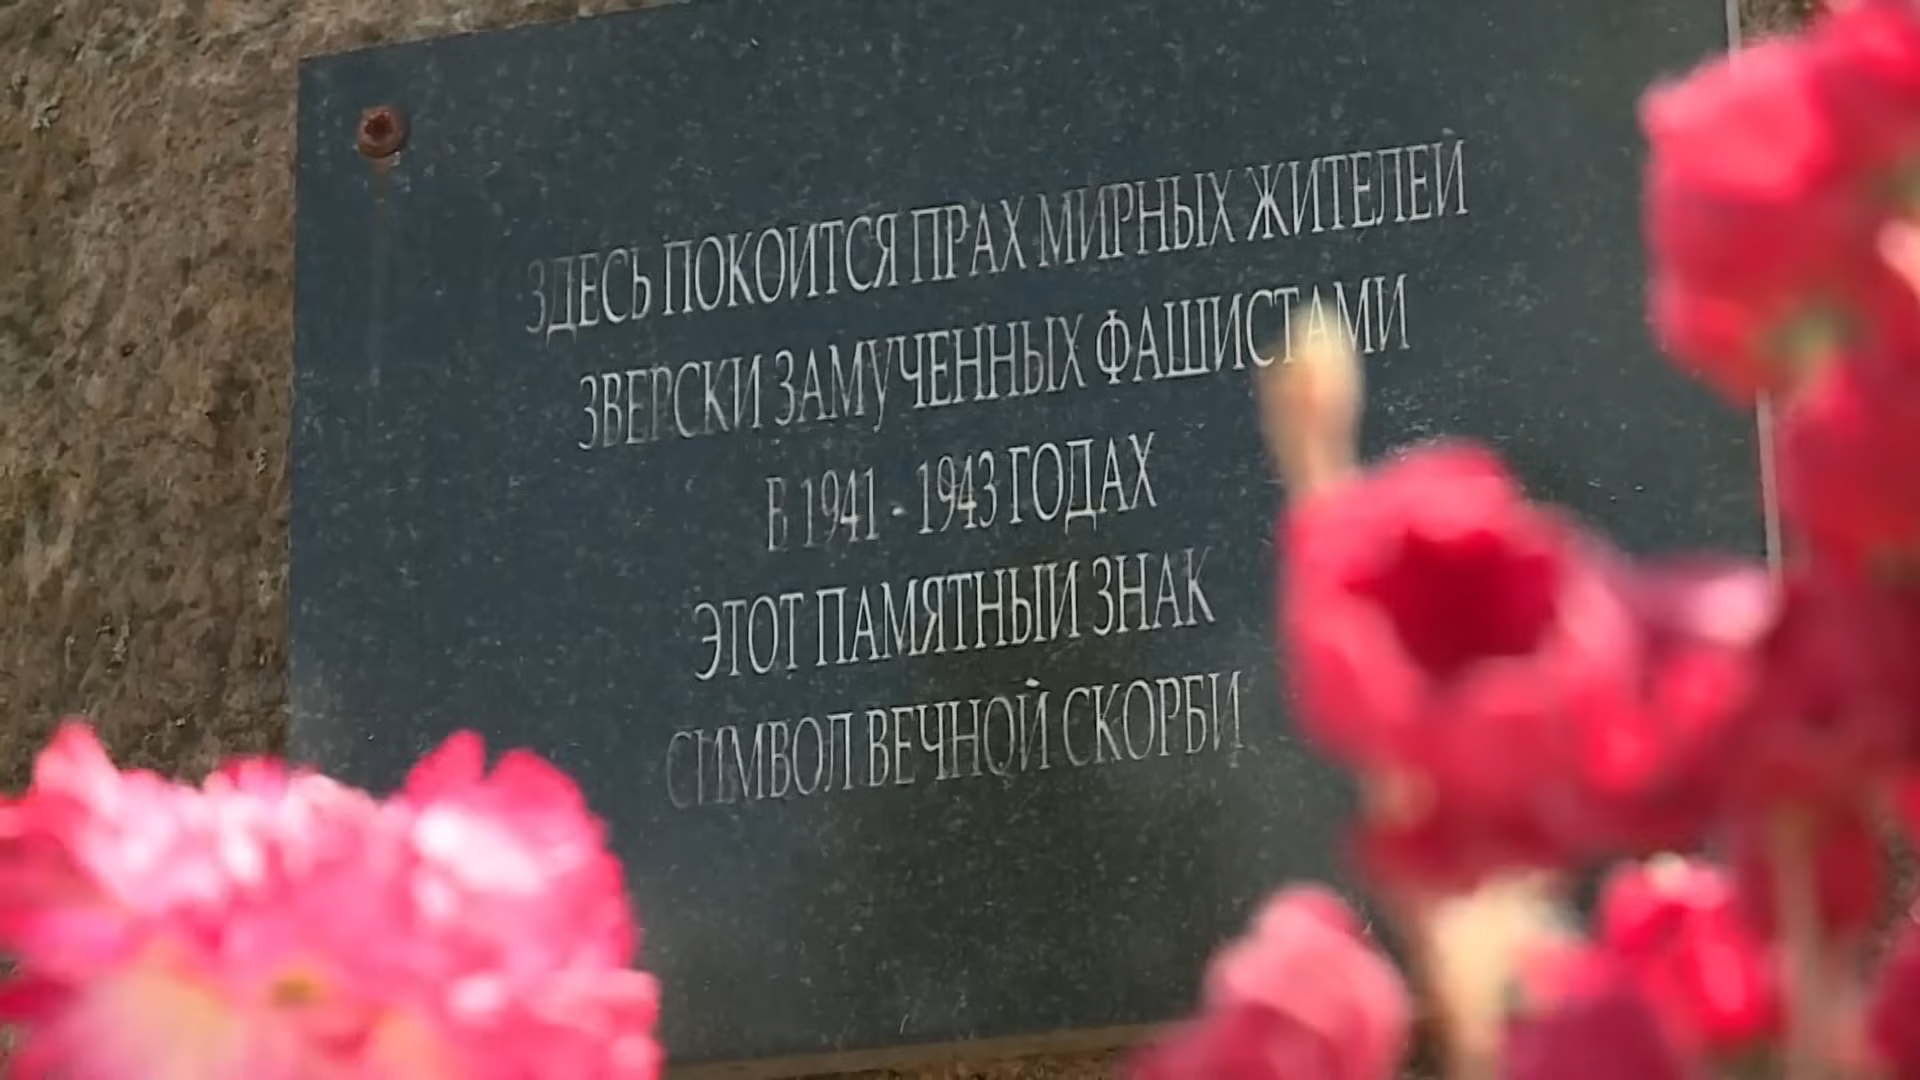 ЗДЕСЬ ПОКОИТСЯ ПРАХ МИРНЫХ ЖИТЕЛЕЙ
ЗВЕРСКИ ЗАМУЧЕННЫХ ФАШИСТАМИ
В 1941 - 1943 ГОДАХ
ЭТОТ ПАМЯТНЫЙ ЗНАК
СИМВОЛ ВЕЧНОЙ СКОРБИ